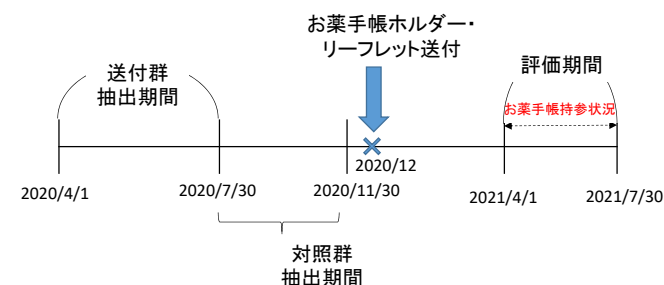 お薬手帳ホルダー・
リーフレット送付
送付群
抽出期間
評価期間
お薬手帳持参状況
2020/12
2020/4/1
2020/7/30
2020/11/30
2021/4/1
2021/7/30
対照群
抽出期間